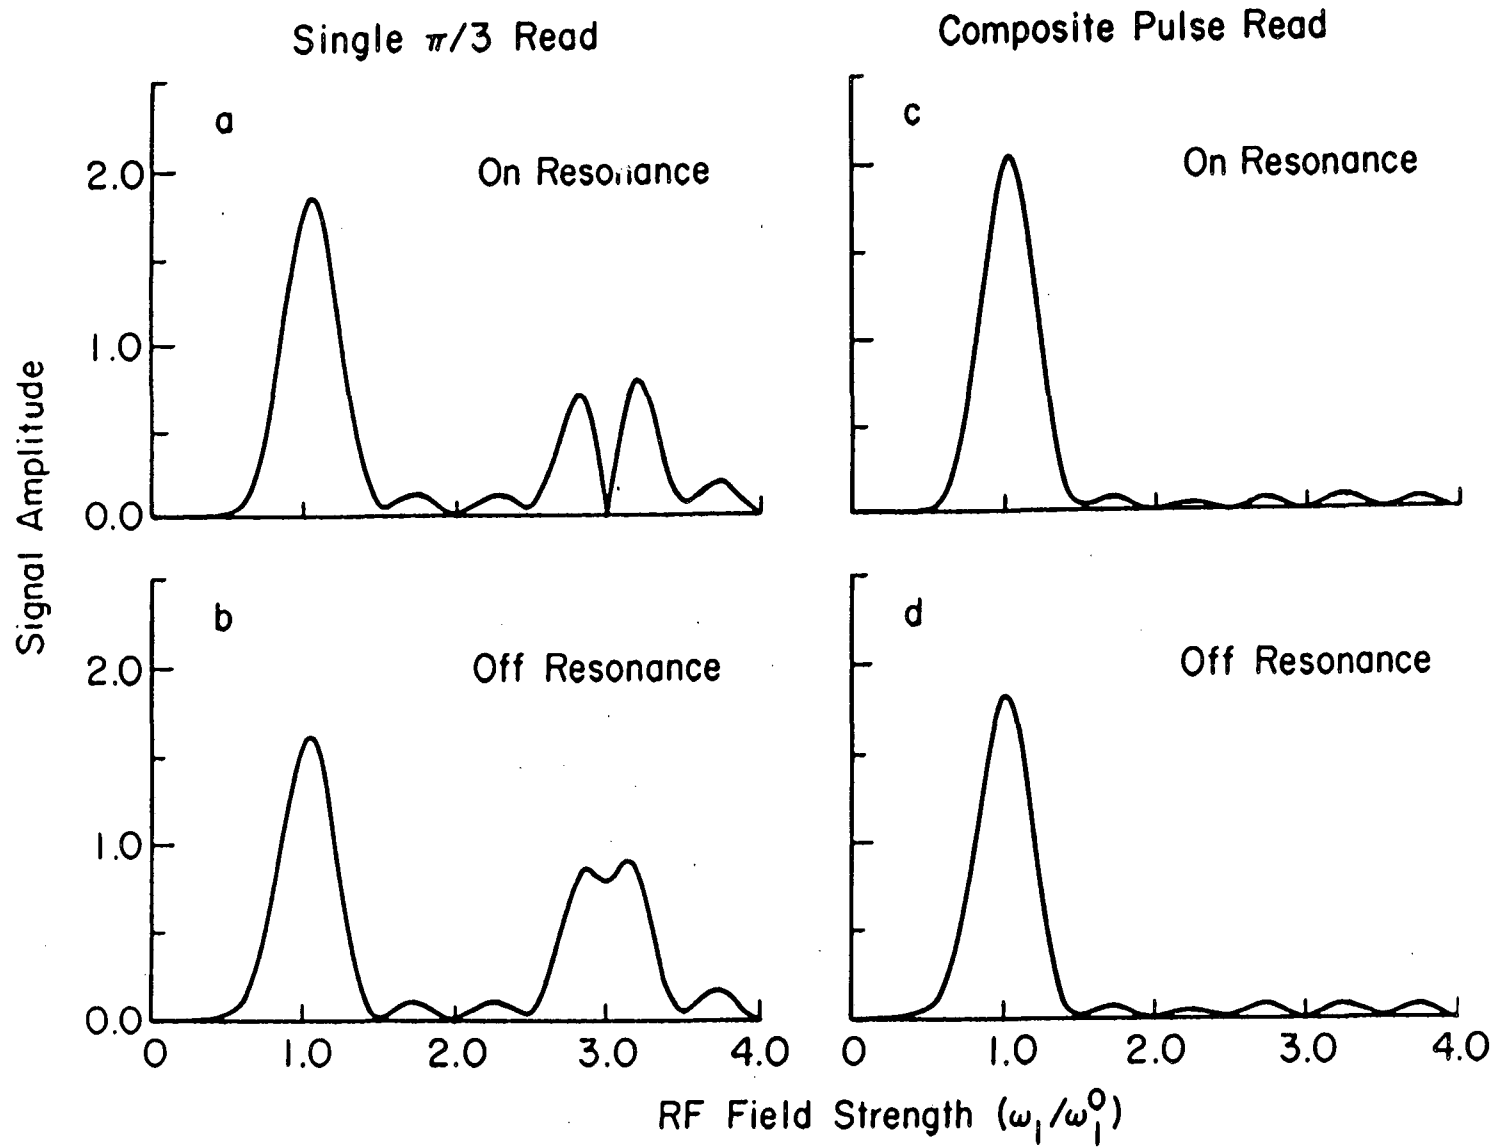 Single π/3 Read
Composite Pulse Read
a
On Resonance
2.0
1.0
0.0
c
On Resonance
Signal Amplitude
b
Off Resonance
2.0
1.0
0.0
0 1.0 2.0 3.0 4.0
d
Off Resonance
0 1.0 2.0 3.0 4.0
RF Field Strength (ω₁/ω₁⁰)